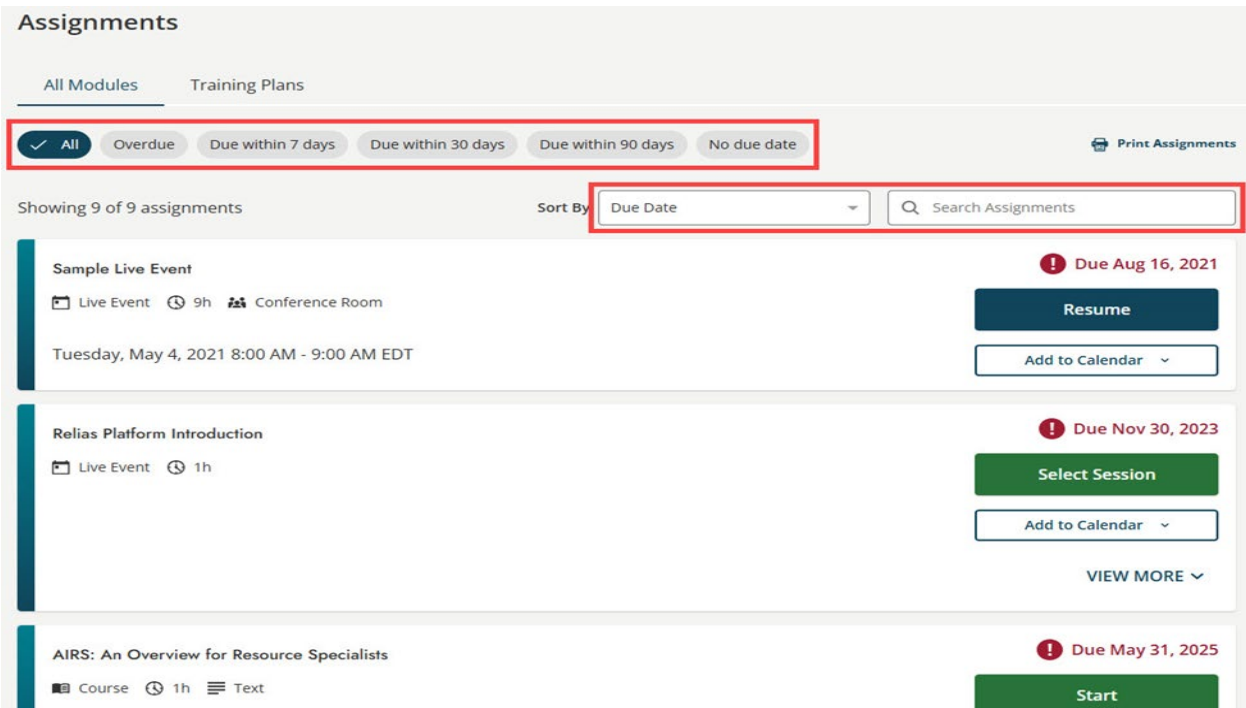 Assignments
All Modules Training Plans
All Overdue Due within 7 days Due within 30 days Due within 90 days No due date Print Assignments
Showing 9 of 9 assignments Sort By Due Date Search Assignments
Sample Live Event Due Aug 16, 2021
Live Event 9h Conference Room Resume
Tuesday, May 4, 2021 8:00 AM - 9:00 AM EDT Add to Calendar
Relias Platform Introduction Due Nov 30, 2023
Live Event 1h Select Session
Add to Calendar
VIEW MORE
AIRS: An Overview for Resource Specialists Due May 31, 2025
Course 1h Text Start